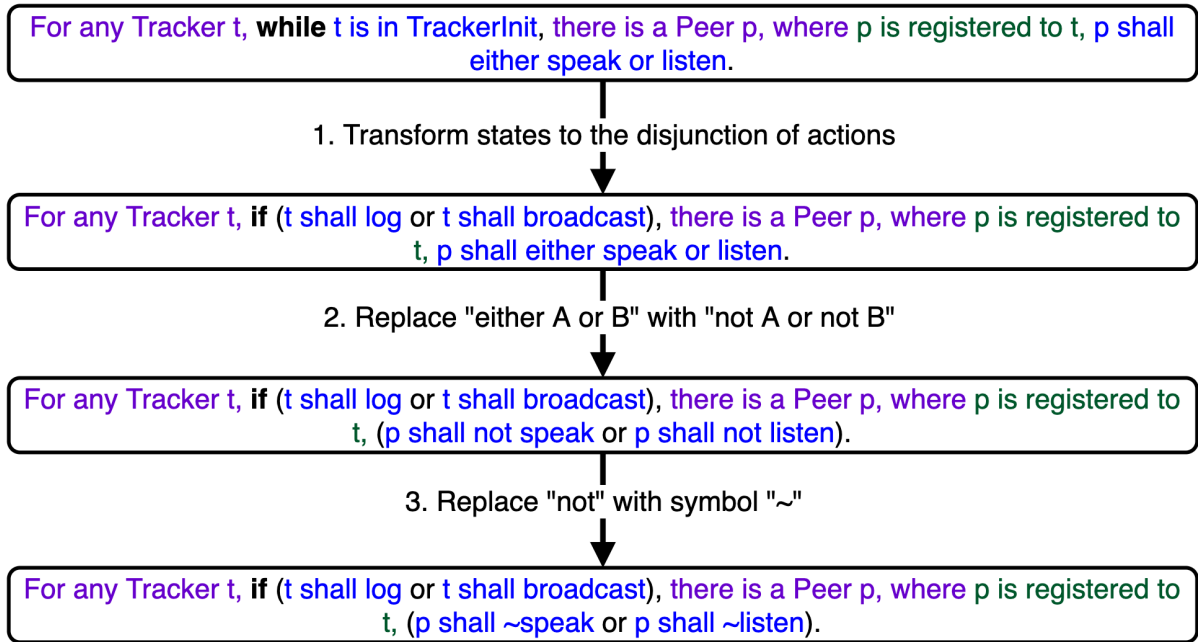 For any Tracker t, while t is in TrackerInit, there is a Peer p, where p is registered to t, p shall
either speak or listen.
1. Transform states to the disjunction of actions
For any Tracker t, if (t shall log or t shall broadcast), there is a Peer p, where p is registered to
t, p shall either speak or listen.
2. Replace "either A or B" with "not A or not B"
For any Tracker t, if (t shall log or t shall broadcast), there is a Peer p, where p is registered to
t, (p shall not speak or p shall not listen).
3. Replace "not" with symbol "~"
For any Tracker t, if (t shall log or t shall broadcast), there is a Peer p, where p is registered to
t, (p shall ~speak or p shall ~listen).